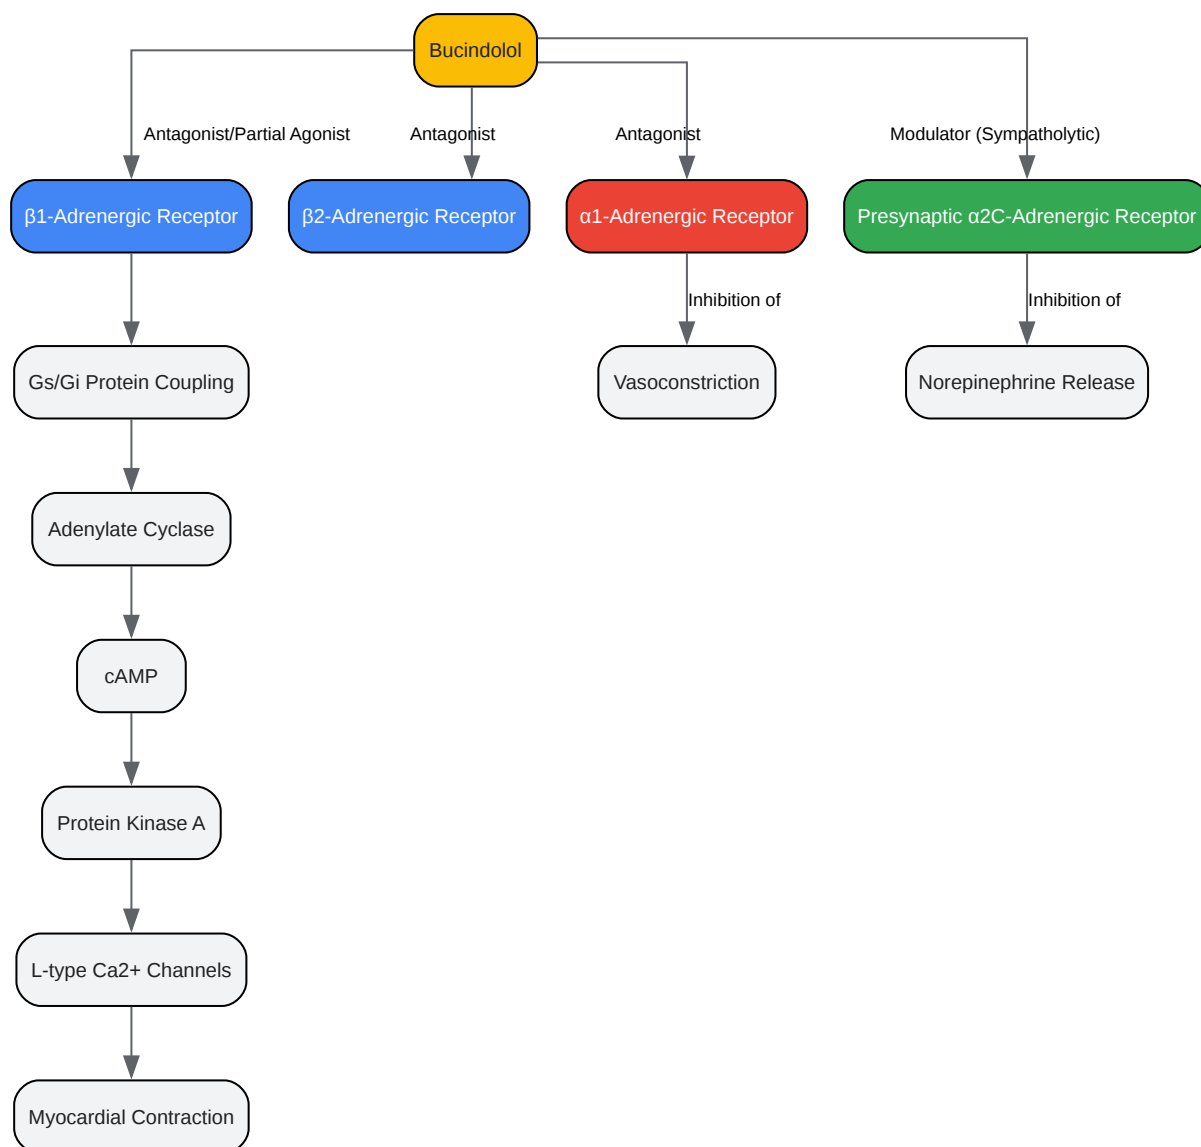 Bucindolol
Antagonist/Partial Agonist
Antagonist
Antagonist
Modulator (Sympatholytic)
β1-Adrenergic Receptor
β2-Adrenergic Receptor
α1-Adrenergic Receptor
Presynaptic α2C-Adrenergic Receptor
Inhibition of
Inhibition of
Gs/Gi Protein Coupling
Vasoconstriction
Norepinephrine Release
Adenylate Cyclase
cAMP
Protein Kinase A
L-type Ca2+ Channels
Myocardial Contraction